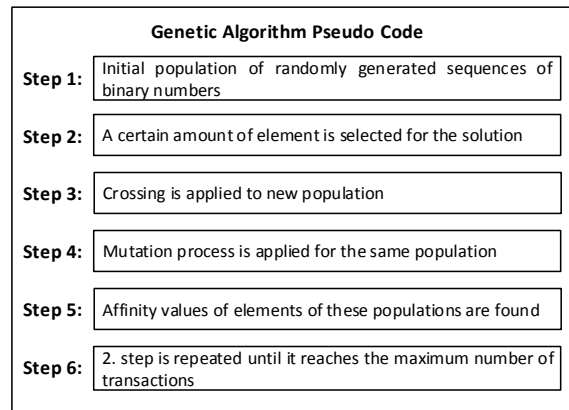 Genetic Algorithm Pseudo Code
Step 1: Initial population of randomly generated sequences of
binary numbers
Step 2: A certain amount of element is selected for the solution
Step 3: Crossing is applied to new population
Step 4: Mutation process is applied for the same population
Step 5: Affinity values of elements of these populations are found
Step 6: 2. step is repeated until it reaches the maximum number of
transactions